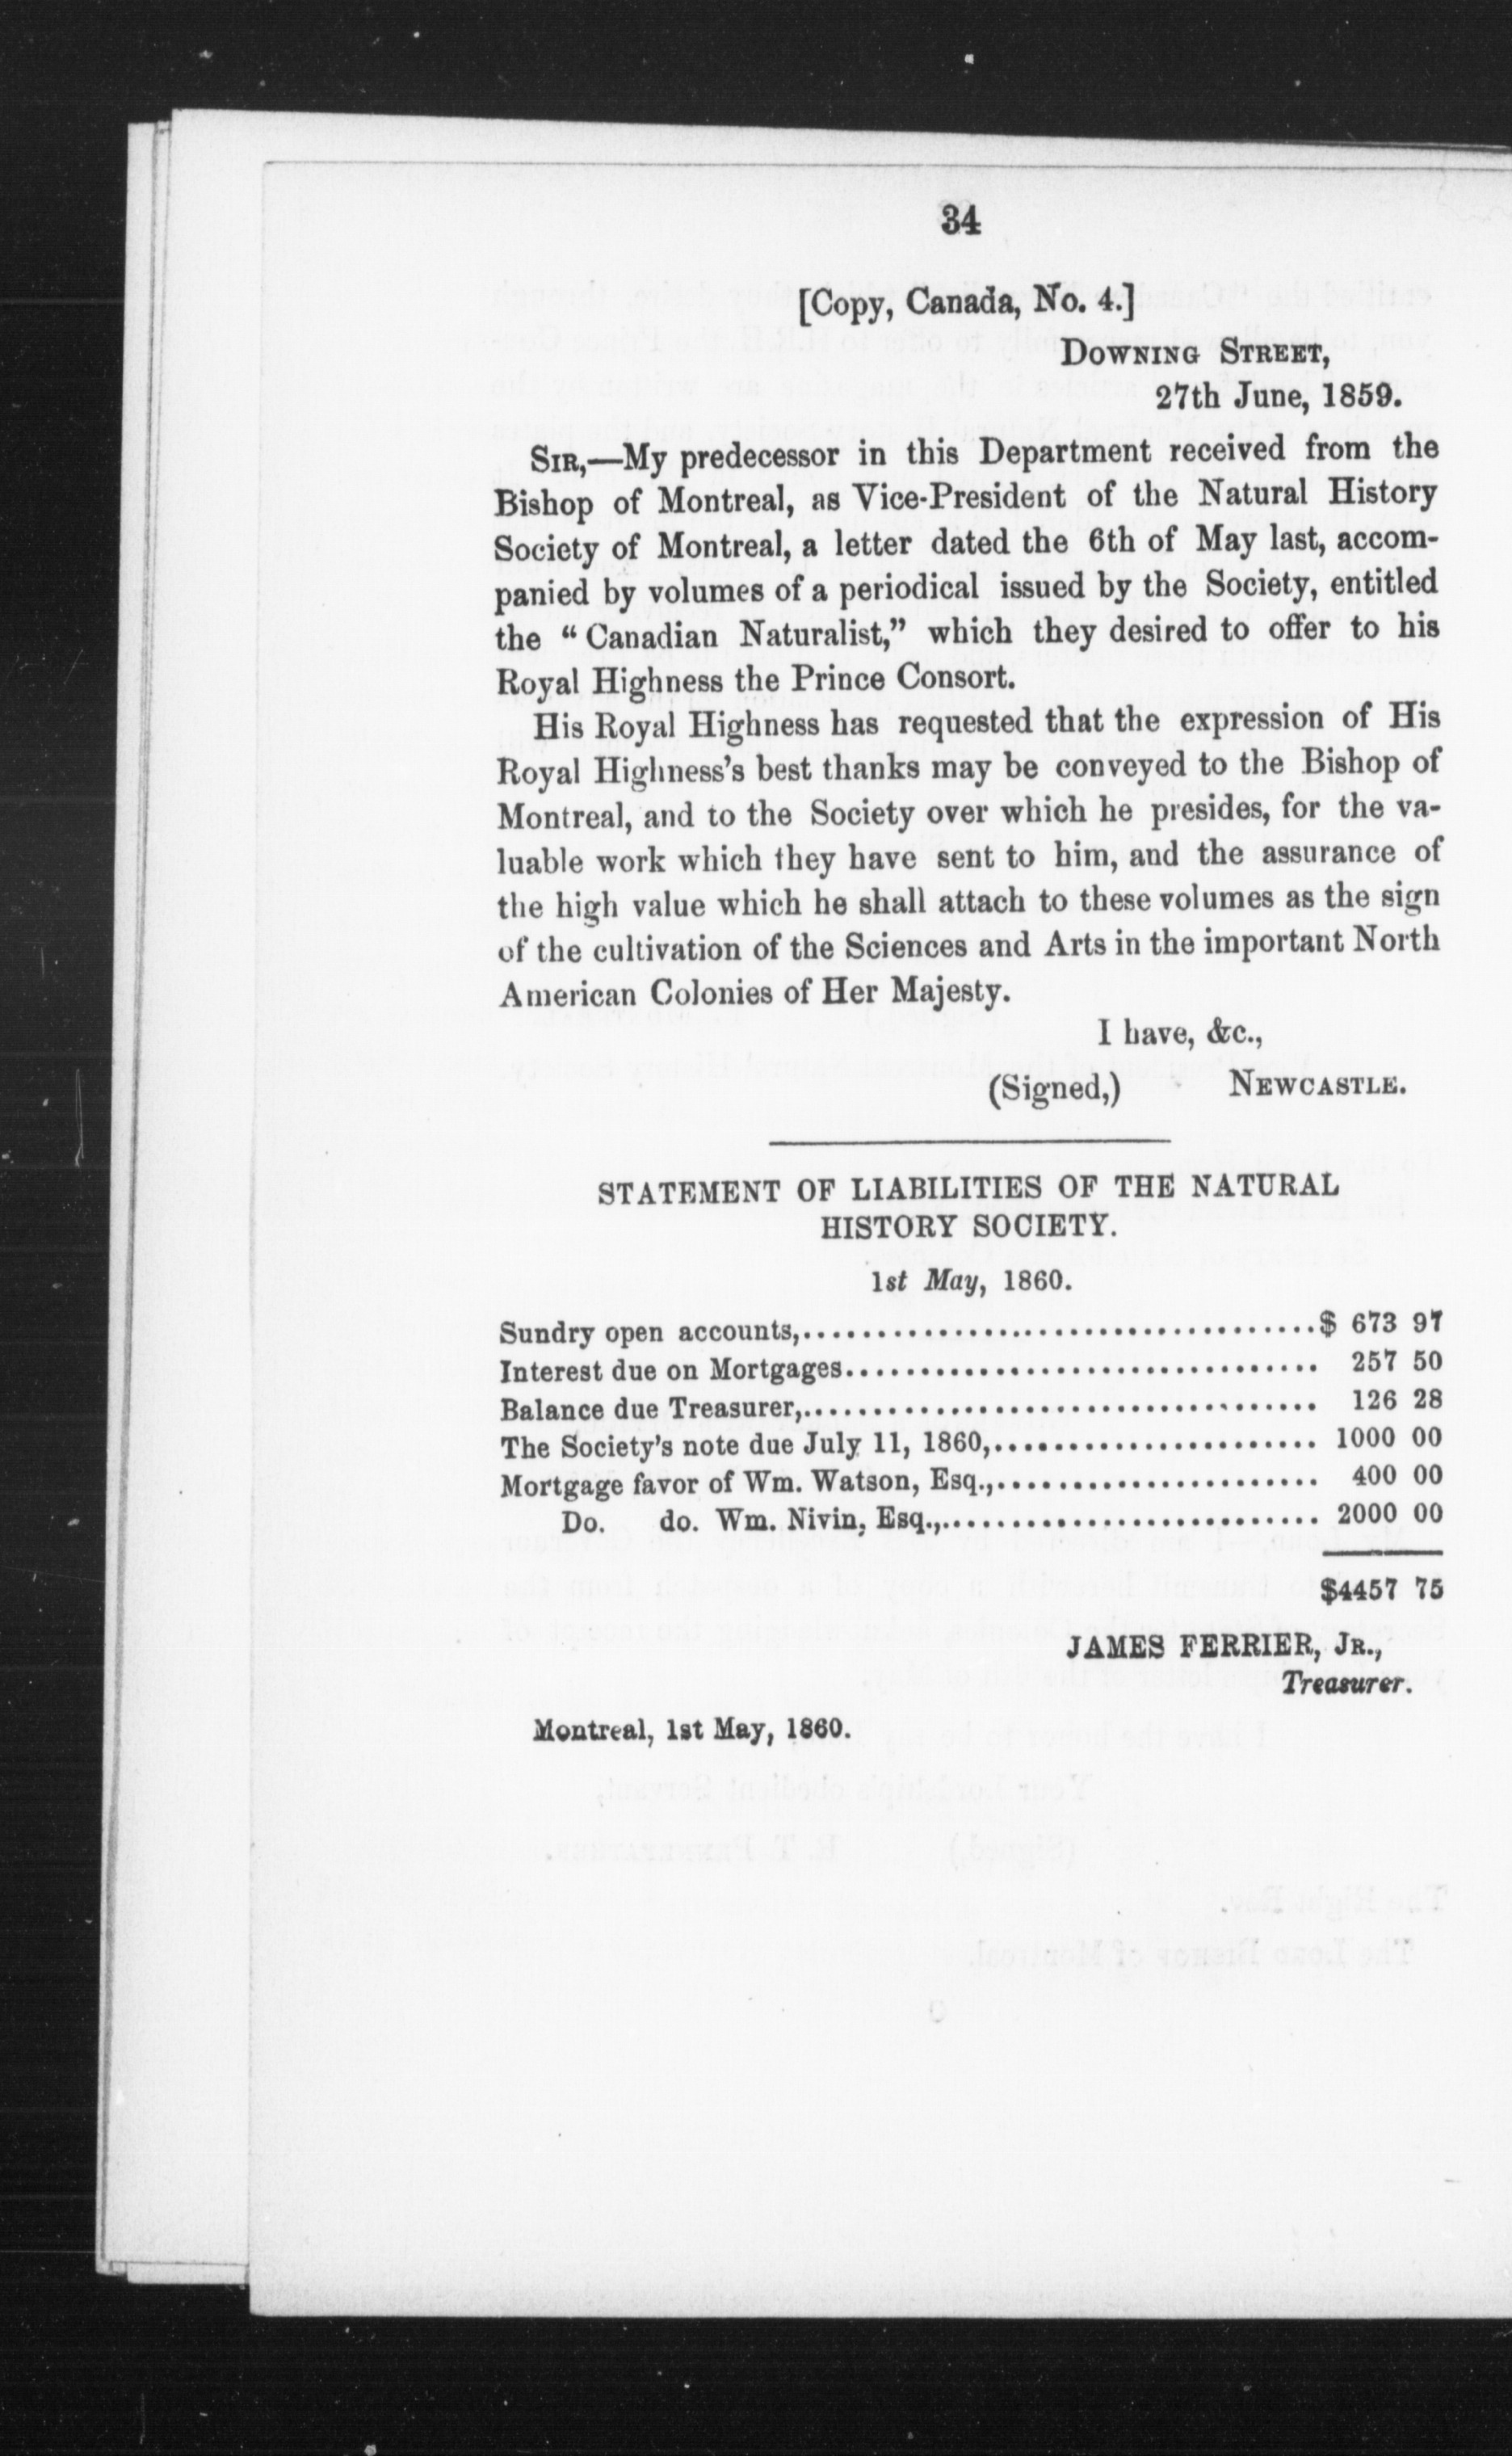 34
[Copy, Canada, No. 4.]
Downing Street,
27th June, 1859.
Sir,—My predecessor in this Department received from the
Bishop of Montreal, as Vice-President of the Natural History
Society of Montreal, a letter dated the 6th of May last, accom-
panied by volumes of a periodical issued by the Society, entitled
the “Canadian Naturalist,” which they desired to offer to his
Royal Highness the Prince Consort.
His Royal Highness has requested that the expression of His
Royal Highness's best thanks may be conveyed to the Bishop of
Montreal, and to the Society over which he presides, for the va-
luable work which they have sent to him, and the assurance of
the high value which he shall attach to these volumes as the sign
of the cultivation of the Sciences and Arts in the important North
American Colonies of Her Majesty.
I have, &c.,
(Signed,) Newcastle.
STATEMENT OF LIABILITIES OF THE NATURAL
HISTORY SOCIETY.
1st May, 1860.
Sundry open accounts,..................................$ 673 97
Interest due on Mortgages............................... 257 50
Balance due Treasurer,.................................. 126 28
The Society's note due July 11, 1860,...................... 1000 00
Mortgage favor of Wm. Watson, Esq.,...................... 400 00
Do. do. Wm. Nivin, Esq.,......................... 2000 00
$4457 75
JAMES FERRIER, Jr.,
Treasurer.
Montreal, 1st May, 1860.